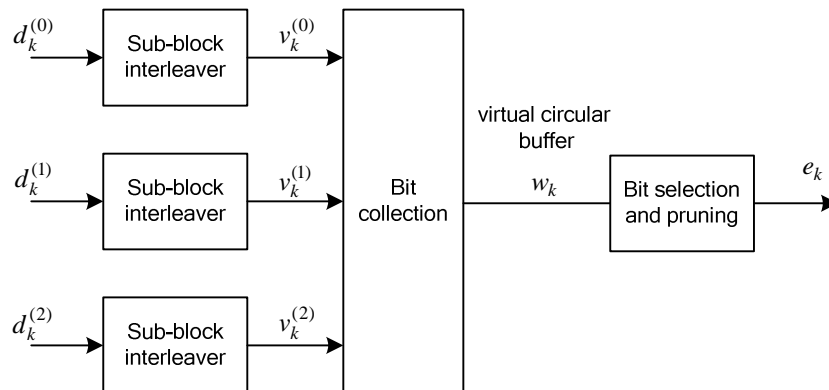 d_k^{(0)}
Sub-block
interleaver
v_k^{(0)}
d_k^{(1)}
Sub-block
interleaver
v_k^{(1)}
d_k^{(2)}
Sub-block
interleaver
v_k^{(2)}
Bit
collection
virtual circular
buffer
w_k
Bit selection
and pruning
e_k